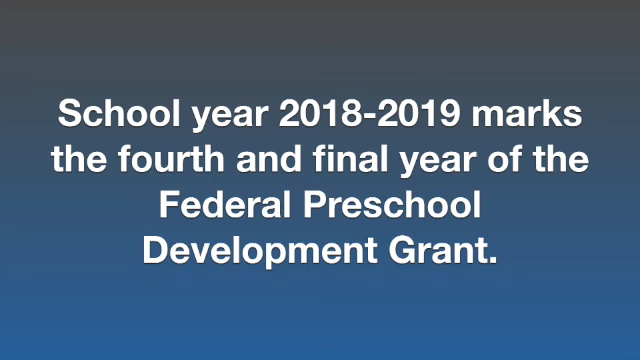 School year 2018-2019 marks
the fourth and final year of the
Federal Preschool
Development Grant.